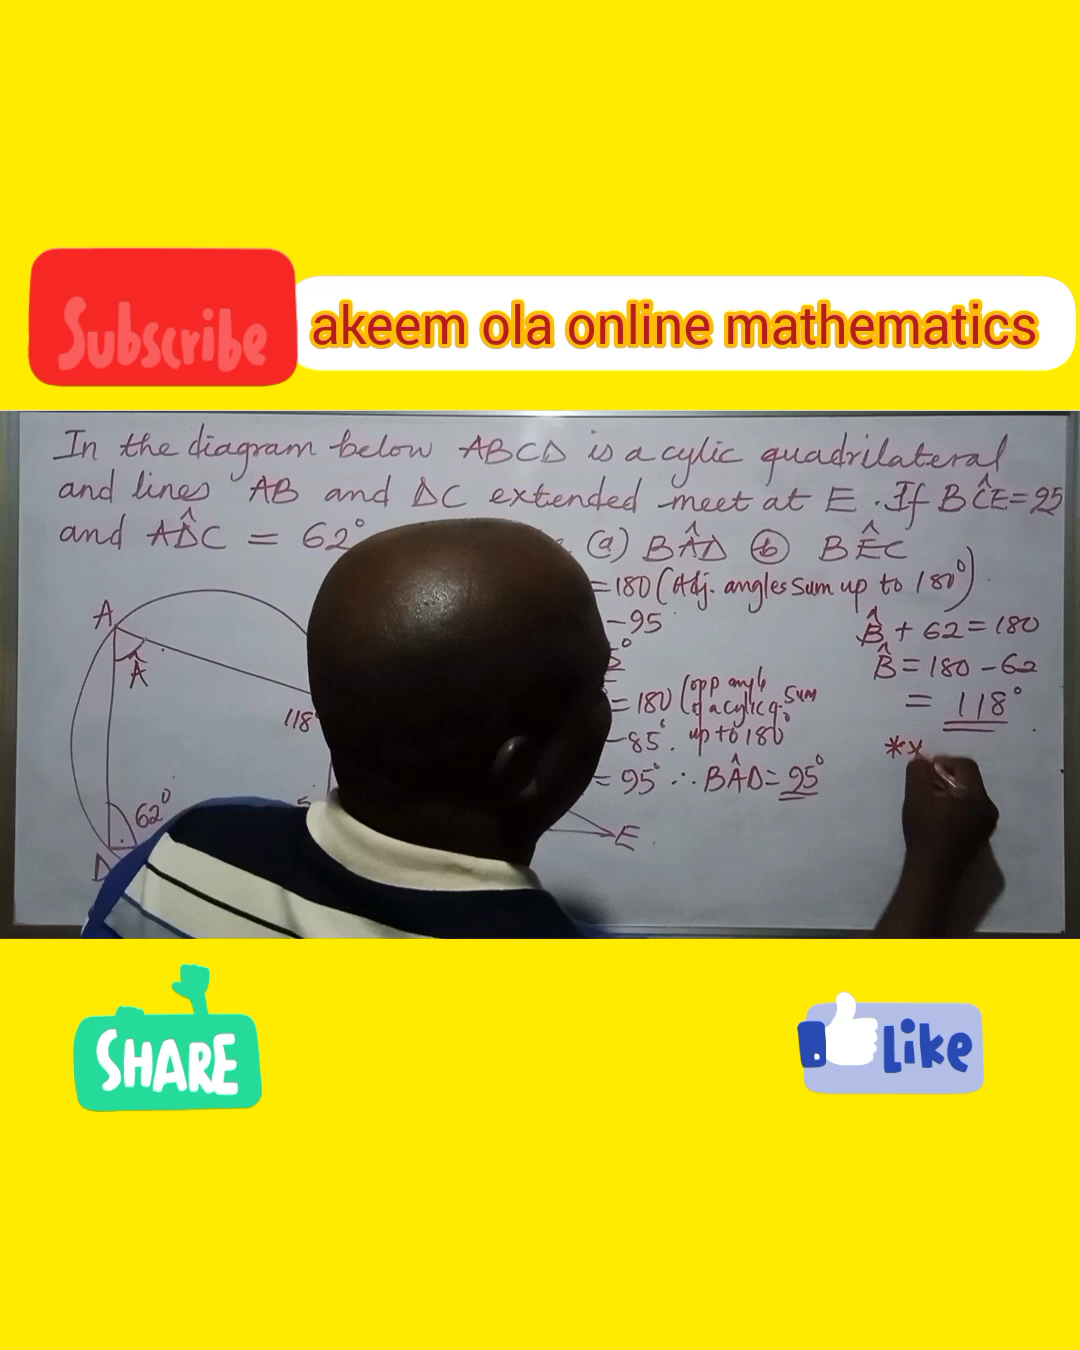 Subscribe
akeem ola online mathematics
In the diagram below ABCD is a cylic quadrilateral
and lines AB and DC extended meet at E. If BĈE=95
and AD̂C = 62° (a) BÂD (b) BÊC
=180 (Adj. angles sum up to 180°)
-95
=180 (opp angls
of a cyclic q. sum
up to 180°
-85°.
= 95° ∴ BÂD = 95°
B̂ + 62 = 180
B̂ = 180 - 62
= 118°
**
A
Â
118°
62°
D
E
SHARE
Like